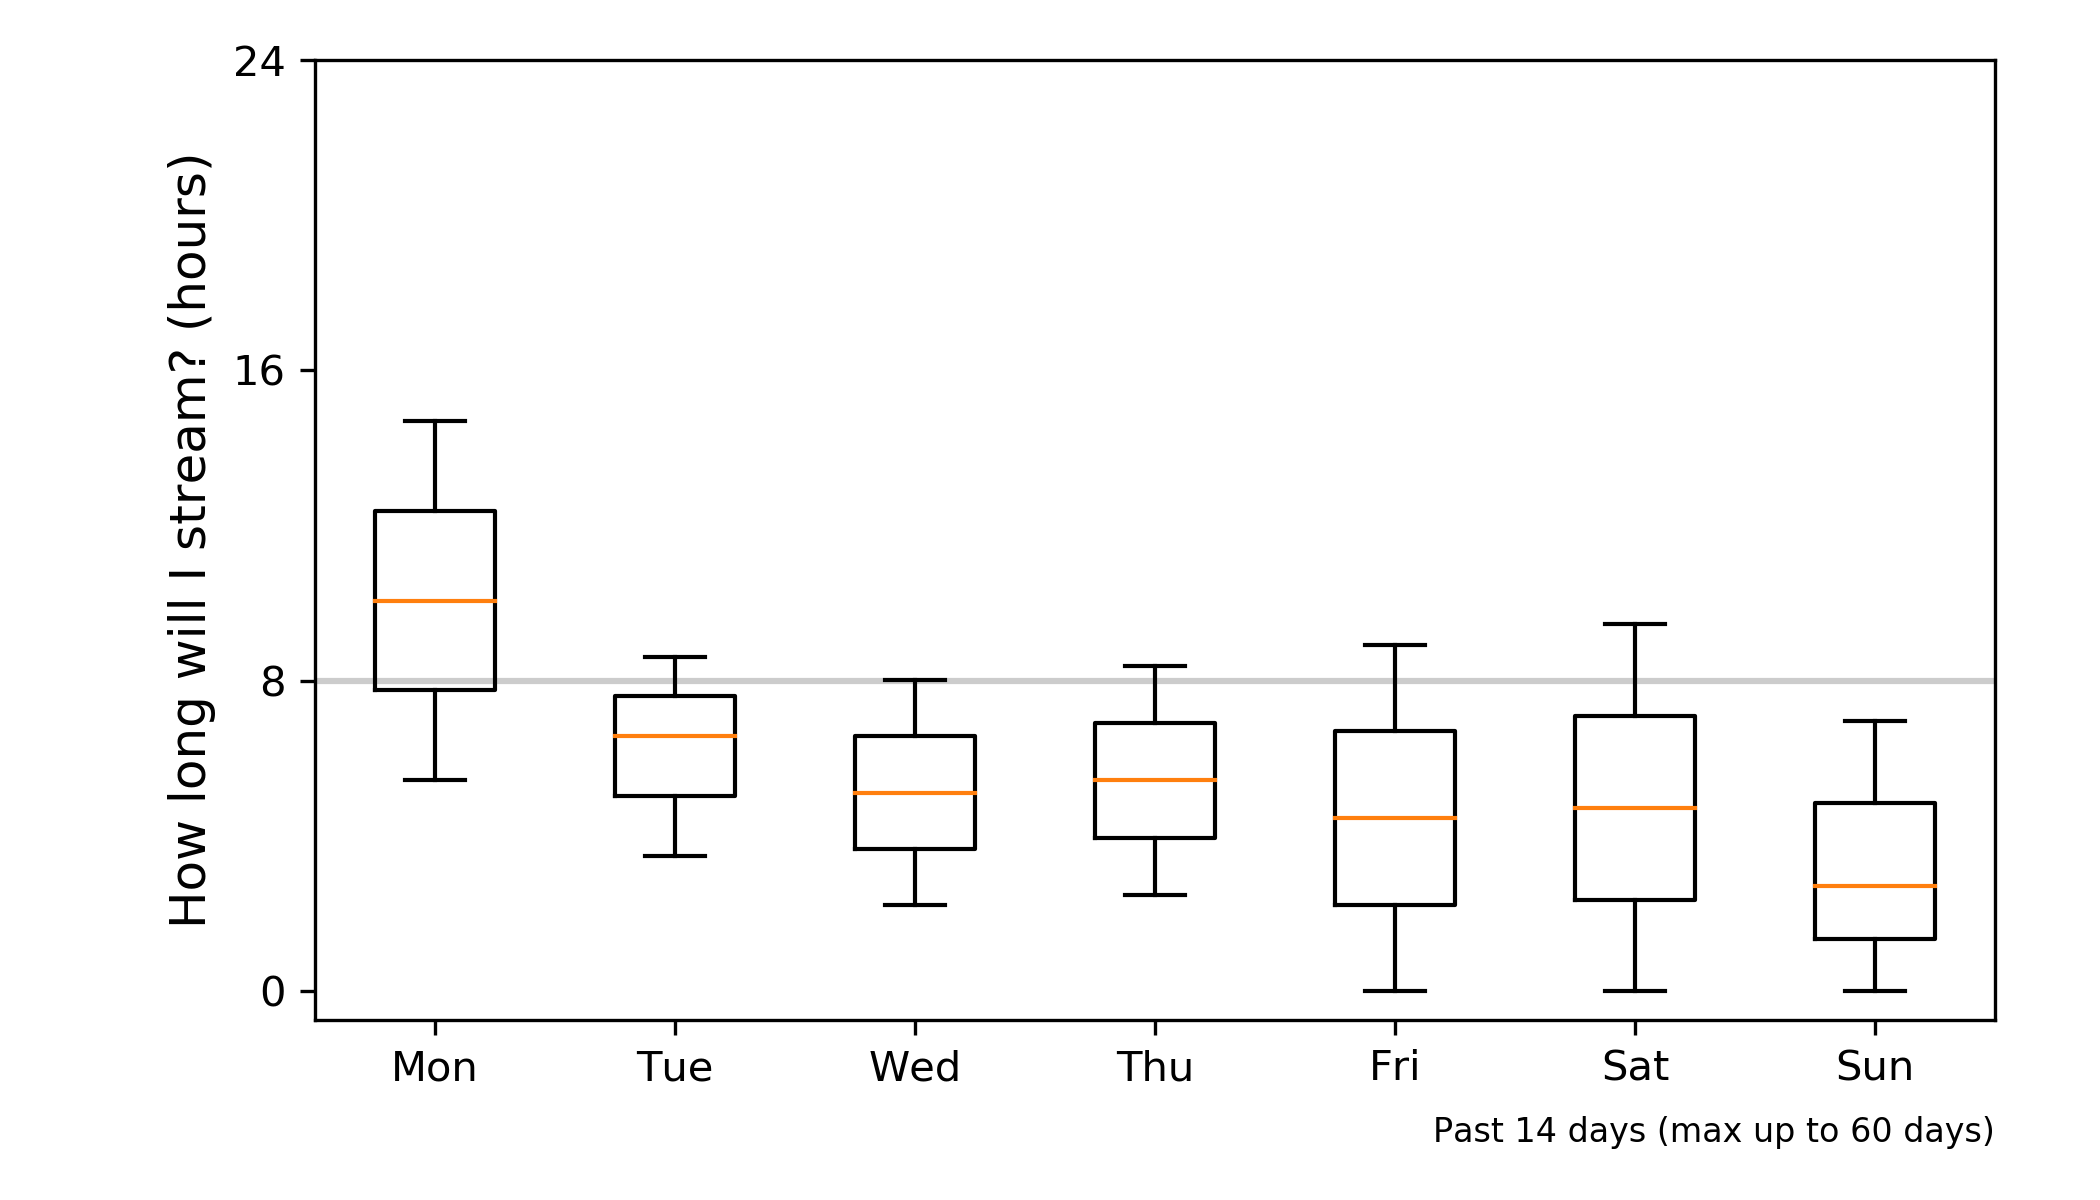 How long will I stream? (hours)
24
16
8
0
Mon Tue Wed Thu Fri Sat Sun
Past 14 days (max up to 60 days)